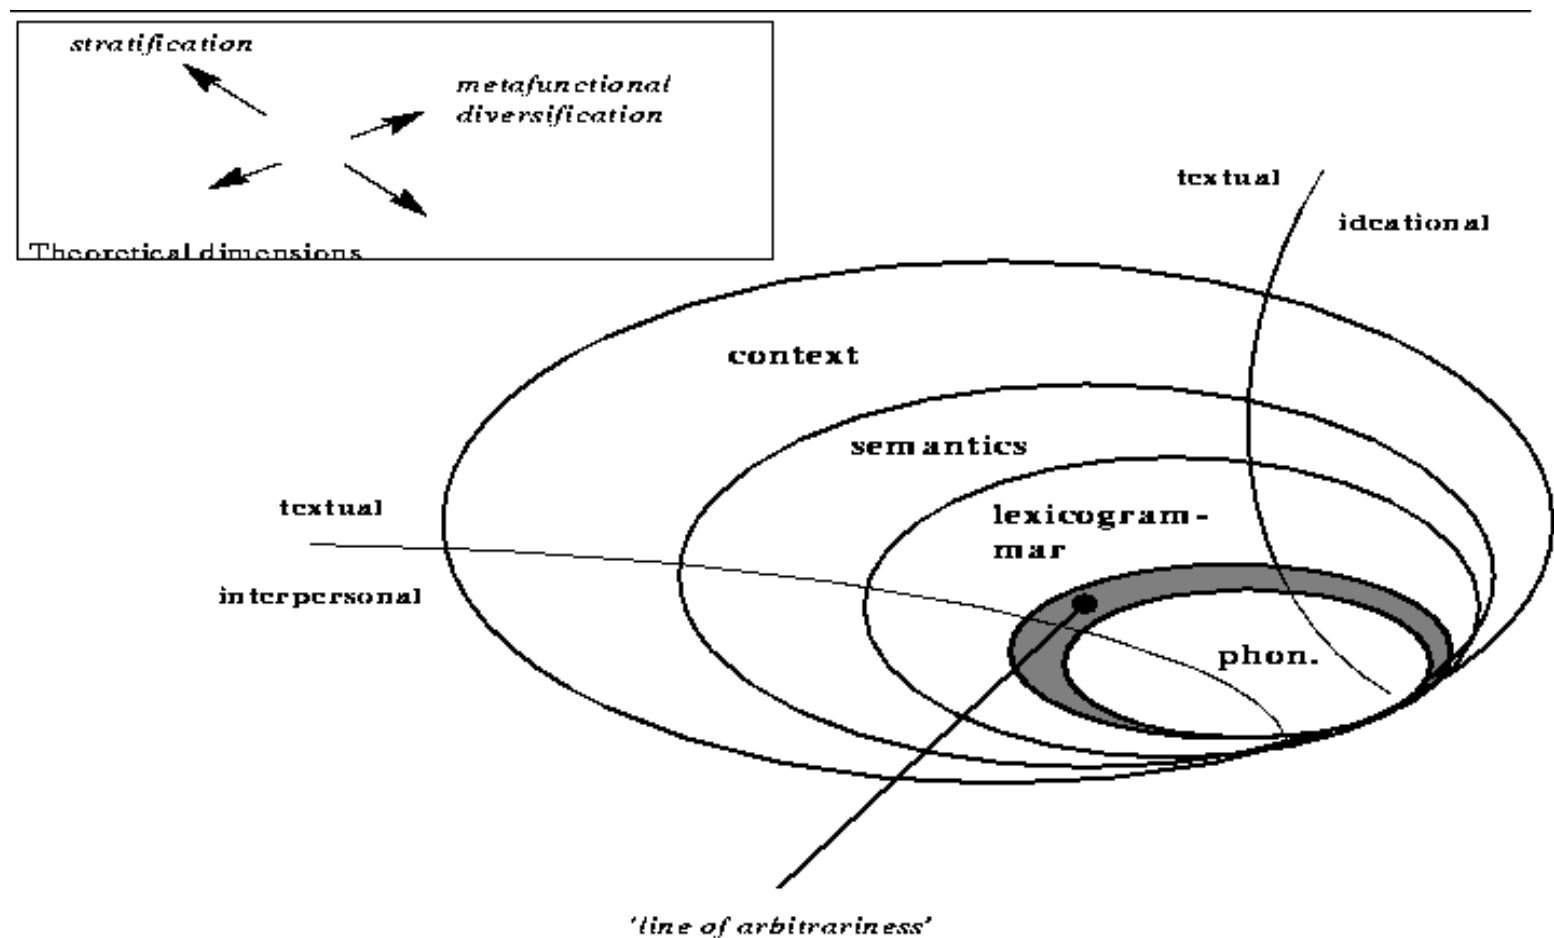 stratification
metafunctional
diversification
Theoretical dimensions
textual
ideational
context
semantics
textual
lexicogram-
mar
interpersonal
phon.
'line of arbitrariness'